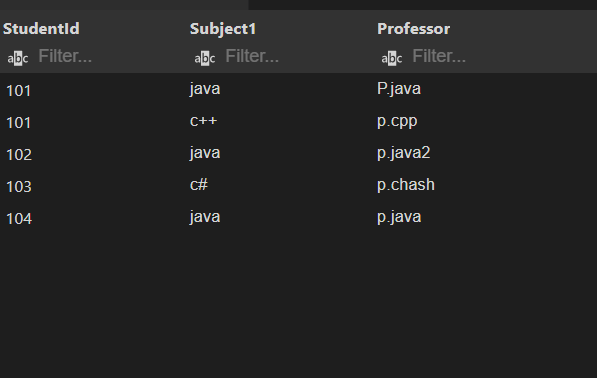 StudentId Subject1 Professor
abc Filter... abc Filter... abc Filter...
101 java P.java
101 c++ p.cpp
102 java p.java2
103 c# p.chash
104 java p.java